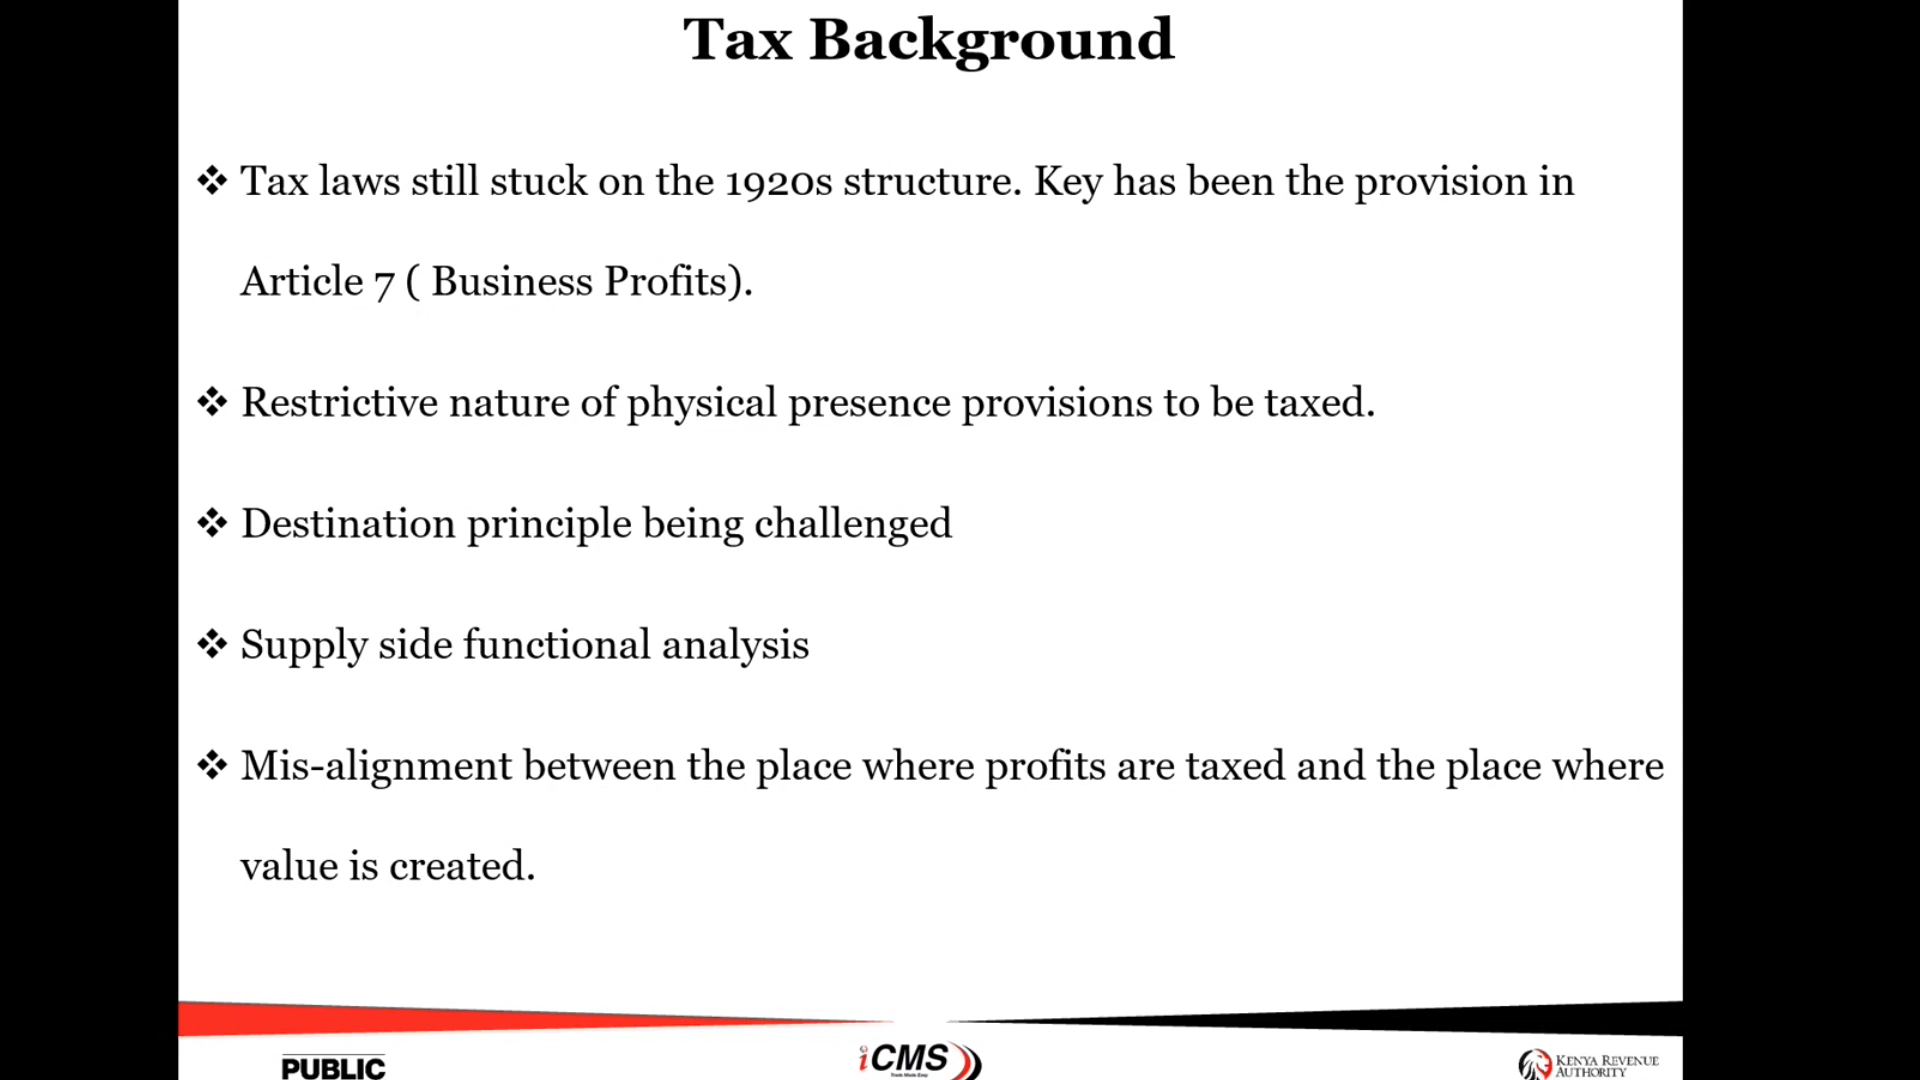 Tax Background
❖ Tax laws still stuck on the 1920s structure. Key has been the provision in
Article 7 ( Business Profits).
❖ Restrictive nature of physical presence provisions to be taxed.
❖ Destination principle being challenged
❖ Supply side functional analysis
❖ Mis-alignment between the place where profits are taxed and the place where
value is created.
PUBLIC
iCMS
Trade Made Easy
KENYA REVENUE
AUTHORITY